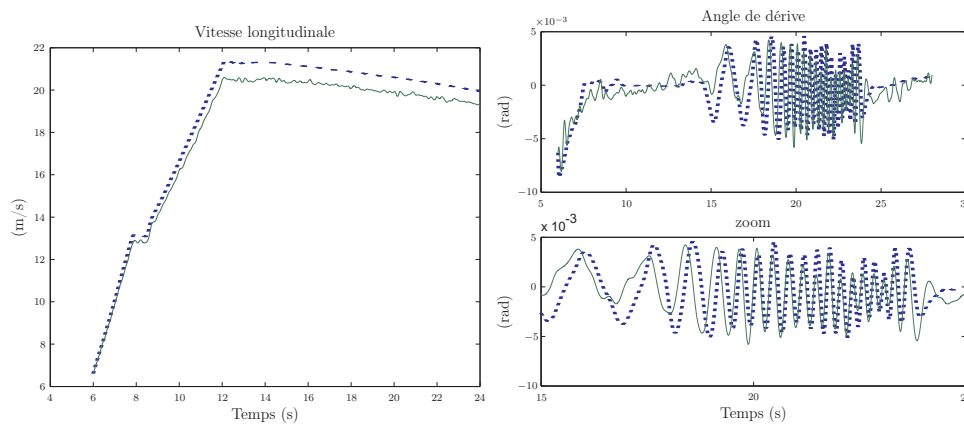 Vitesse longitudinale
22
20
18
16
14
12
10
8
6
(m/s)
4 6 8 10 12 14 16 18 20 22 24
Temps (s)
Angle de dérive
×10⁻³
5
0
−5
−10
(rad)
5 10 15 20 25 3
zoom
x 10⁻³
5
0
−5
−10
(rad)
15 20 2
Temps (s)